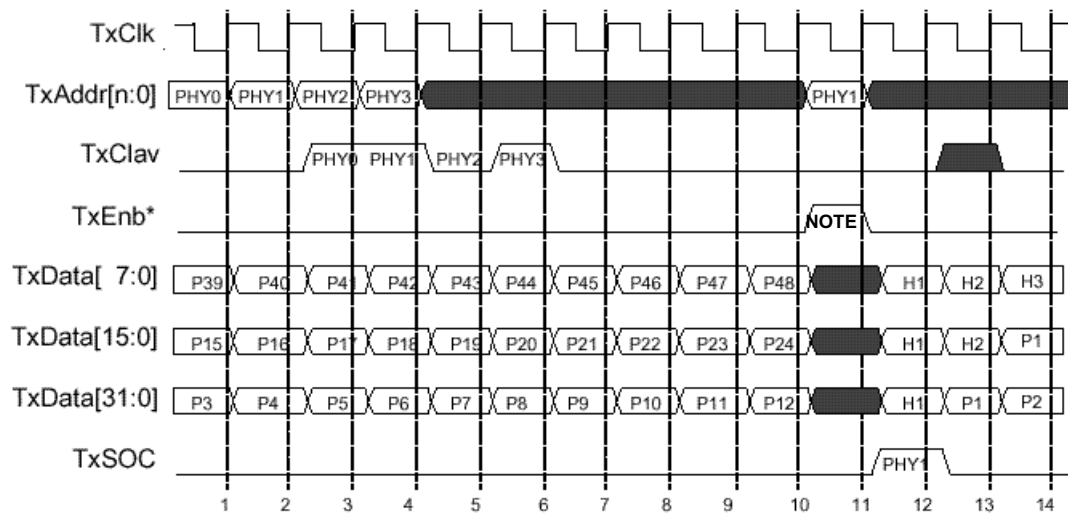 TxClk
TxAddr[n:0] PHY0 PHY1 PHY2 PHY3 PHY1
TxClav PHY0 PHY1 PHY2 PHY3
TxEnb* NOTE
TxData[ 7:0] P39 P40 P41 P42 P43 P44 P45 P46 P47 P48 H1 H2 H3
TxData[15:0] P15 P16 P17 P18 P19 P20 P21 P22 P23 P24 H1 H2 P1
TxData[31:0] P3 P4 P5 P6 P7 P8 P9 P10 P11 P12 H1 P1 P2
TxSOC PHY1
1 2 3 4 5 6 7 8 9 10 11 12 13 14